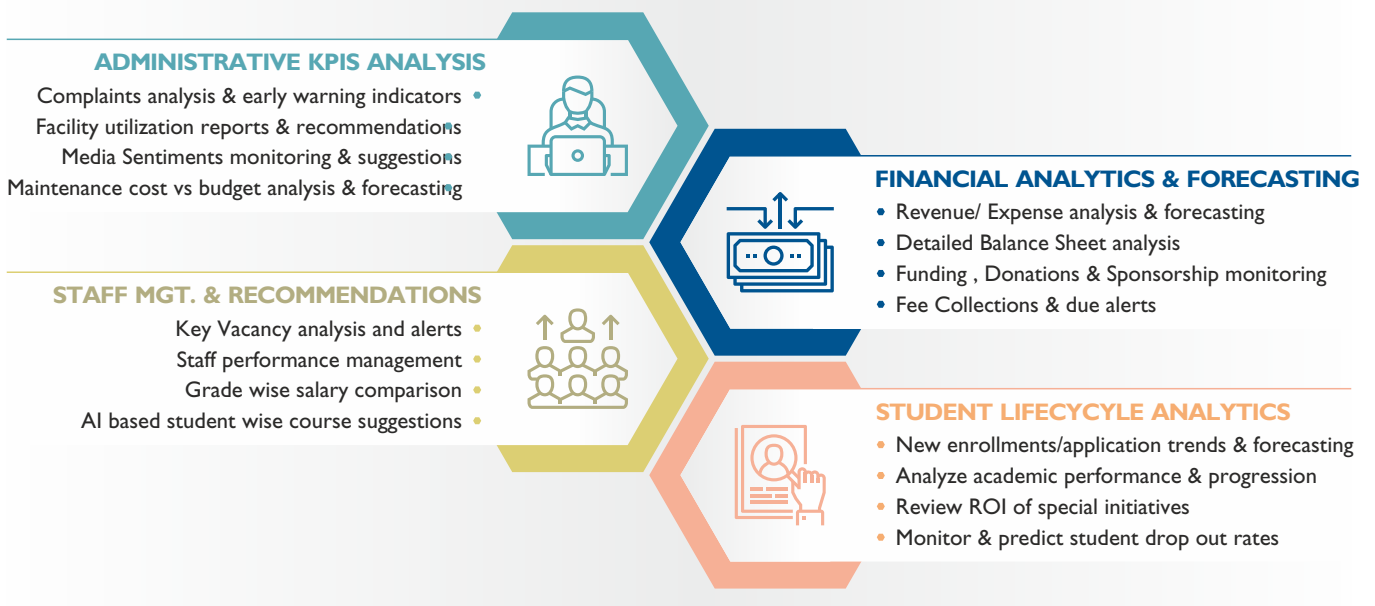 ADMINISTRATIVE KPIS ANALYSIS
Complaints analysis & early warning indicators
Facility utilization reports & recommendations
Media Sentiments monitoring & suggestions
Maintenance cost vs budget analysis & forecasting
FINANCIAL ANALYTICS & FORECASTING
Revenue/ Expense analysis & forecasting
Detailed Balance Sheet analysis
Funding , Donations & Sponsorship monitoring
Fee Collections & due alerts
STAFF MGT. & RECOMMENDATIONS
Key Vacancy analysis and alerts
Staff performance management
Grade wise salary comparison
AI based student wise course suggestions
STUDENT LIFECYCYLE ANALYTICS
New enrollments/application trends & forecasting
Analyze academic performance & progression
Review ROI of special initiatives
Monitor & predict student drop out rates